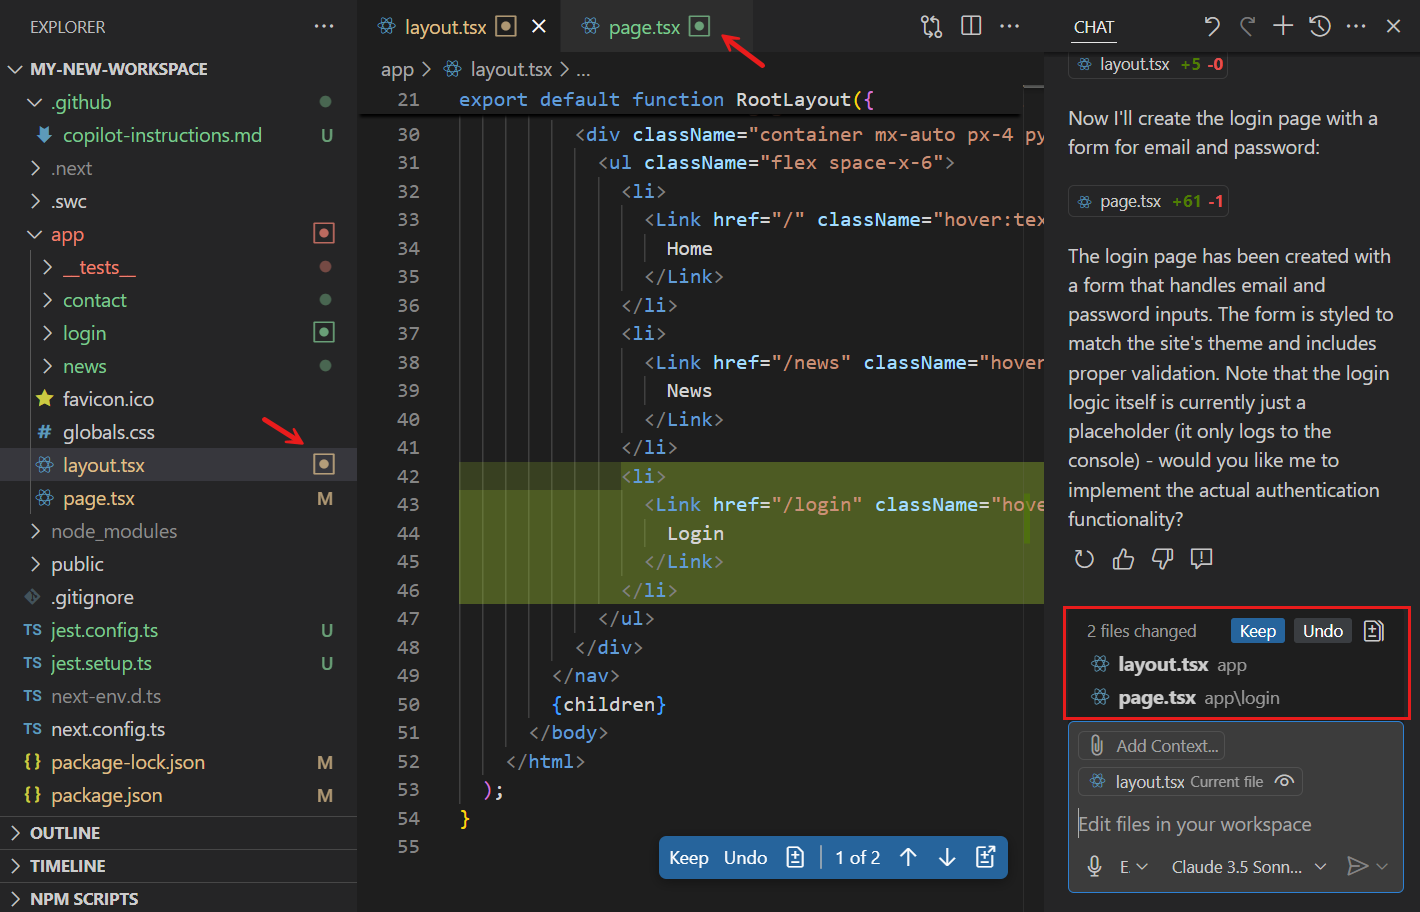 EXPLORER
MY-NEW-WORKSPACE
.github
copilot-instructions.md U
.next
.swc
app
__tests__
contact
login
news
favicon.ico
globals.css
layout.tsx
page.tsx M
node_modules
public
.gitignore
TS jest.config.ts U
TS jest.setup.ts U
TS next-env.d.ts
TS next.config.ts
{} package-lock.json M
{} package.json M
OUTLINE
TIMELINE
NPM SCRIPTS
layout.tsx
page.tsx
app > layout.tsx > ...
21 export default function RootLayout({
30 <div className="container mx-auto px-4 py
31 <ul className="flex space-x-6">
32 <li>
33 <Link href="/" className="hover:tex
34 Home
35 </Link>
36 </li>
37 <li>
38 <Link href="/news" className="hover
39 News
40 </Link>
41 </li>
42 <li>
43 <Link href="/login" className="hove
44 Login
45 </Link>
46 </li>
47 </ul>
48 </div>
49 </nav>
50 {children}
51 </body>
52 </html>
53 );
54 }
55
Keep Undo 1 of 2
CHAT
layout.tsx +5 -0
Now I'll create the login page with a
form for email and password:
page.tsx +61 -1
The login page has been created with
a form that handles email and
password inputs. The form is styled to
match the site's theme and includes
proper validation. Note that the login
logic itself is currently just a
placeholder (it only logs to the
console) - would you like me to
implement the actual authentication
functionality?
2 files changed Keep Undo
layout.tsx app
page.tsx app\login
Add Context...
layout.tsx Current file
Edit files in your workspace
E. Claude 3.5 Sonn...